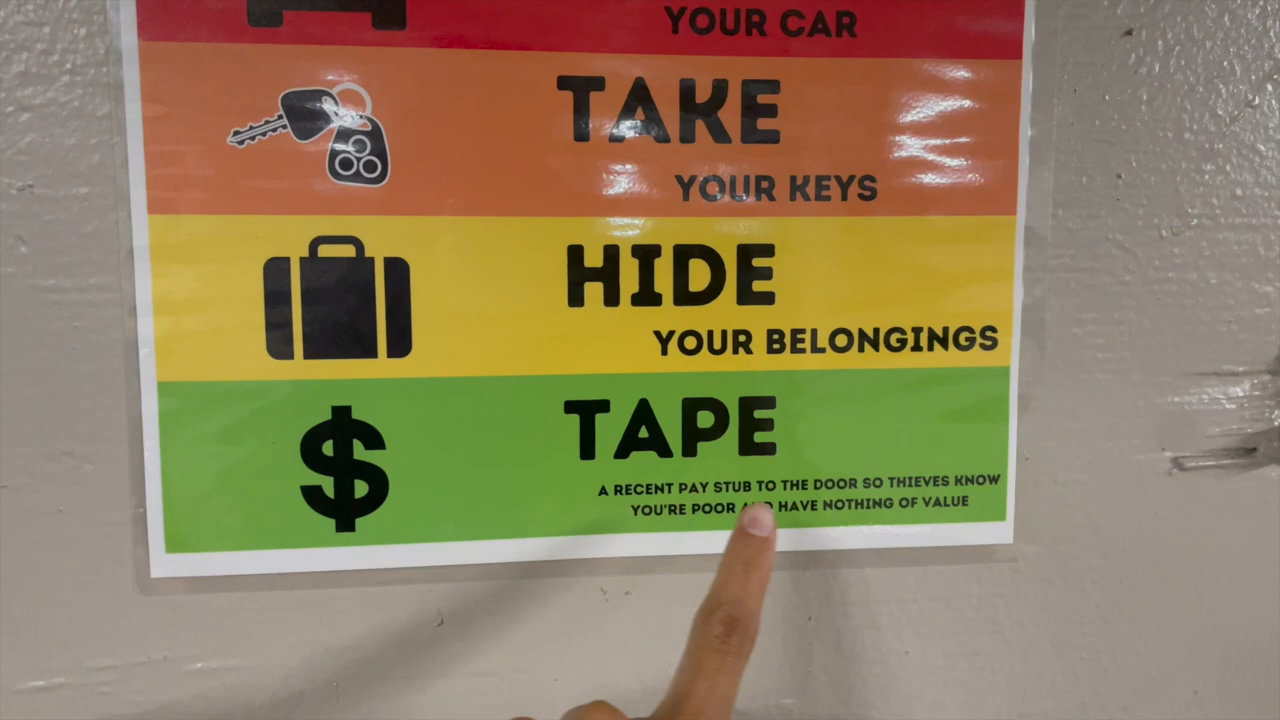 YOUR CAR
TAKE
YOUR KEYS
HIDE
YOUR BELONGINGS
$
TAPE
A RECENT PAY STUB TO THE DOOR SO THIEVES KNOW
YOU'RE POOR AND HAVE NOTHING OF VALUE